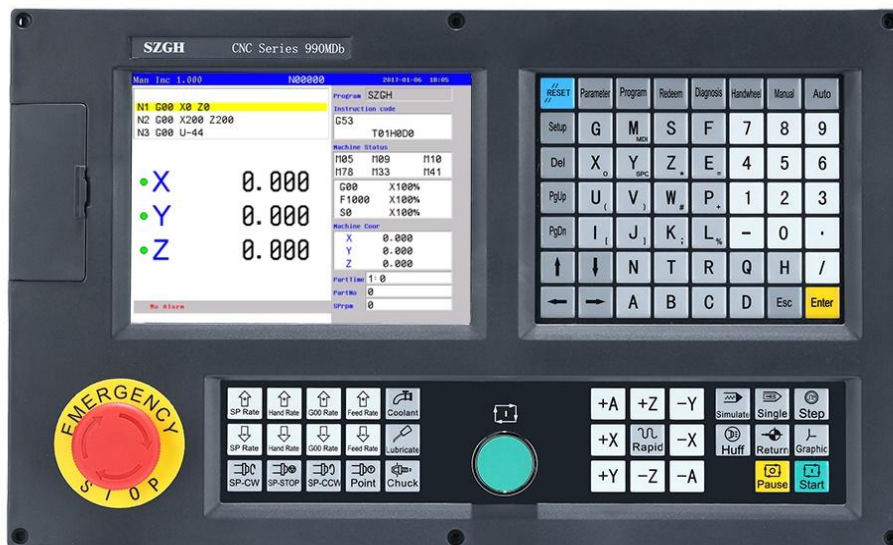 SZGH CNC Series 990MDb
Man Inc 1.000 N00000 2017-01-06 18:05
N1 G00 X0 Z0
N2 G00 X200 Z200
N3 G00 U-44
X 0.000
Y 0.000
Z 0.000
No Alarm
Program SZGH
Instruction code
G53
T01H0D0
Machine Status
M05 M09 M10
M78 M33 M41
G00 X100%
F1000 X100%
S0 X100%
Machine Coor
X 0.000
Y 0.000
Z 0.000
PartTime 1:0
PartNo 0
SPrpm 0
// RESET // Parameter Program Redeem Diagnosis Handwheel Manual Auto
Setup G M MDI S F 7 8 9
Del X o Y SPC Z * E = 4 5 6
PgUp U ( V ) W # P + 1 2 3
PgDn I [ J ] K ; L % - 0 .
↑ ↓ N T R Q H /
← → A B C D Esc Enter
EMERGENCY
STOP
SP Rate Hand Rate G00 Rate Feed Rate Coolant
SP Rate Hand Rate G00 Rate Feed Rate Lubricate
SP-CW SP-STOP SP-CCW Point Chuck
+A +Z -Y Simulate Single Step
+X Rapid -X Huff Return Graphic
+Y -Z -A Pause Start